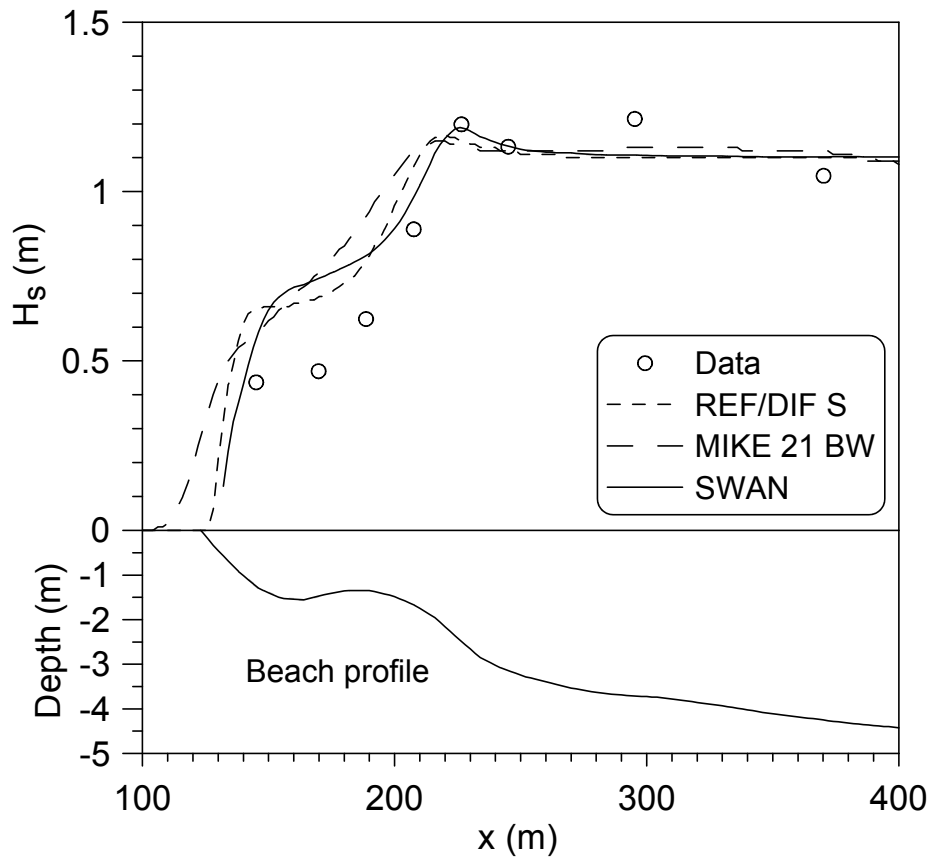 1.5
1
0.5
0
-1
-2
-3
-4
-5
Hs (m)
Depth (m)
Data
REF/DIF S
MIKE 21 BW
SWAN
Beach profile
100
200
300
400
x (m)